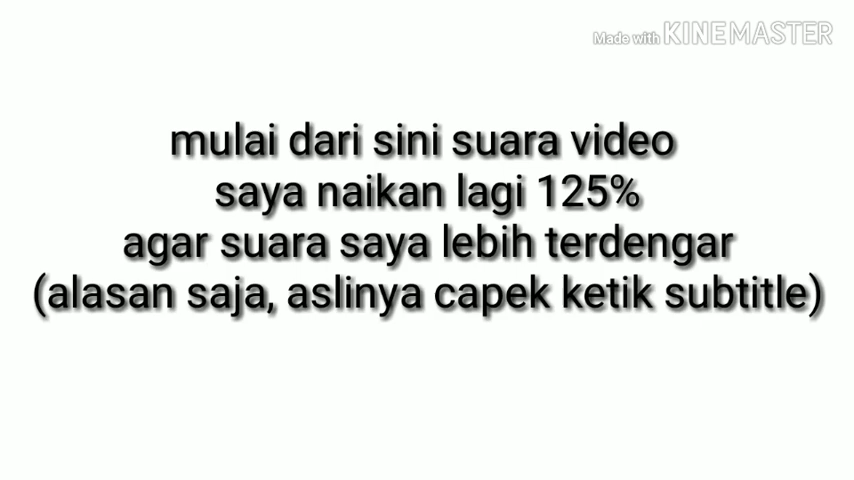 Made with KINEMASTER
mulai dari sini suara video
saya naikan lagi 125%
agar suara saya lebih terdengar
(alasan saja, aslinya capek ketik subtitle)